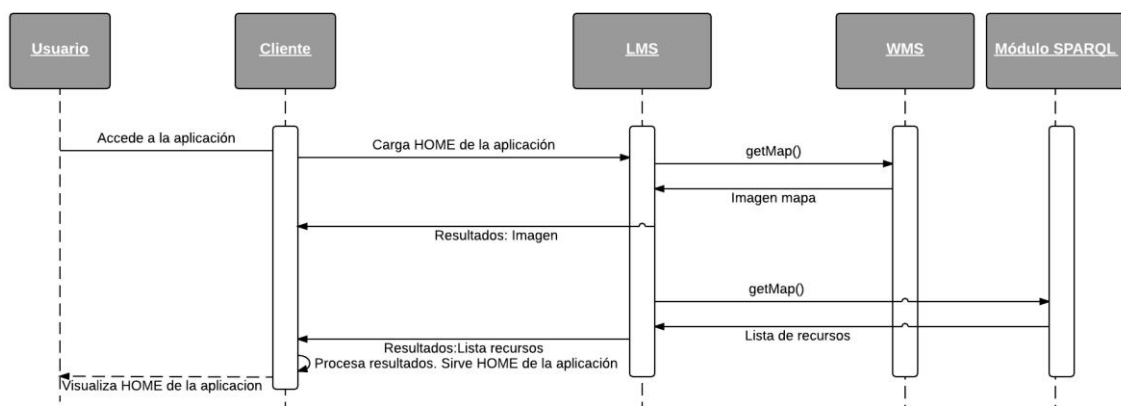 Usuario
Cliente
LMS
WMS
Módulo SPARQL
Accede a la aplicación
Carga HOME de la aplicación
getMap()
Imagen mapa
Resultados: Imagen
getMap()
Lista de recursos
Resultados:Lista recursos
Procesa resultados. Sirve HOME de la aplicación
Visualiza HOME de la aplicacion